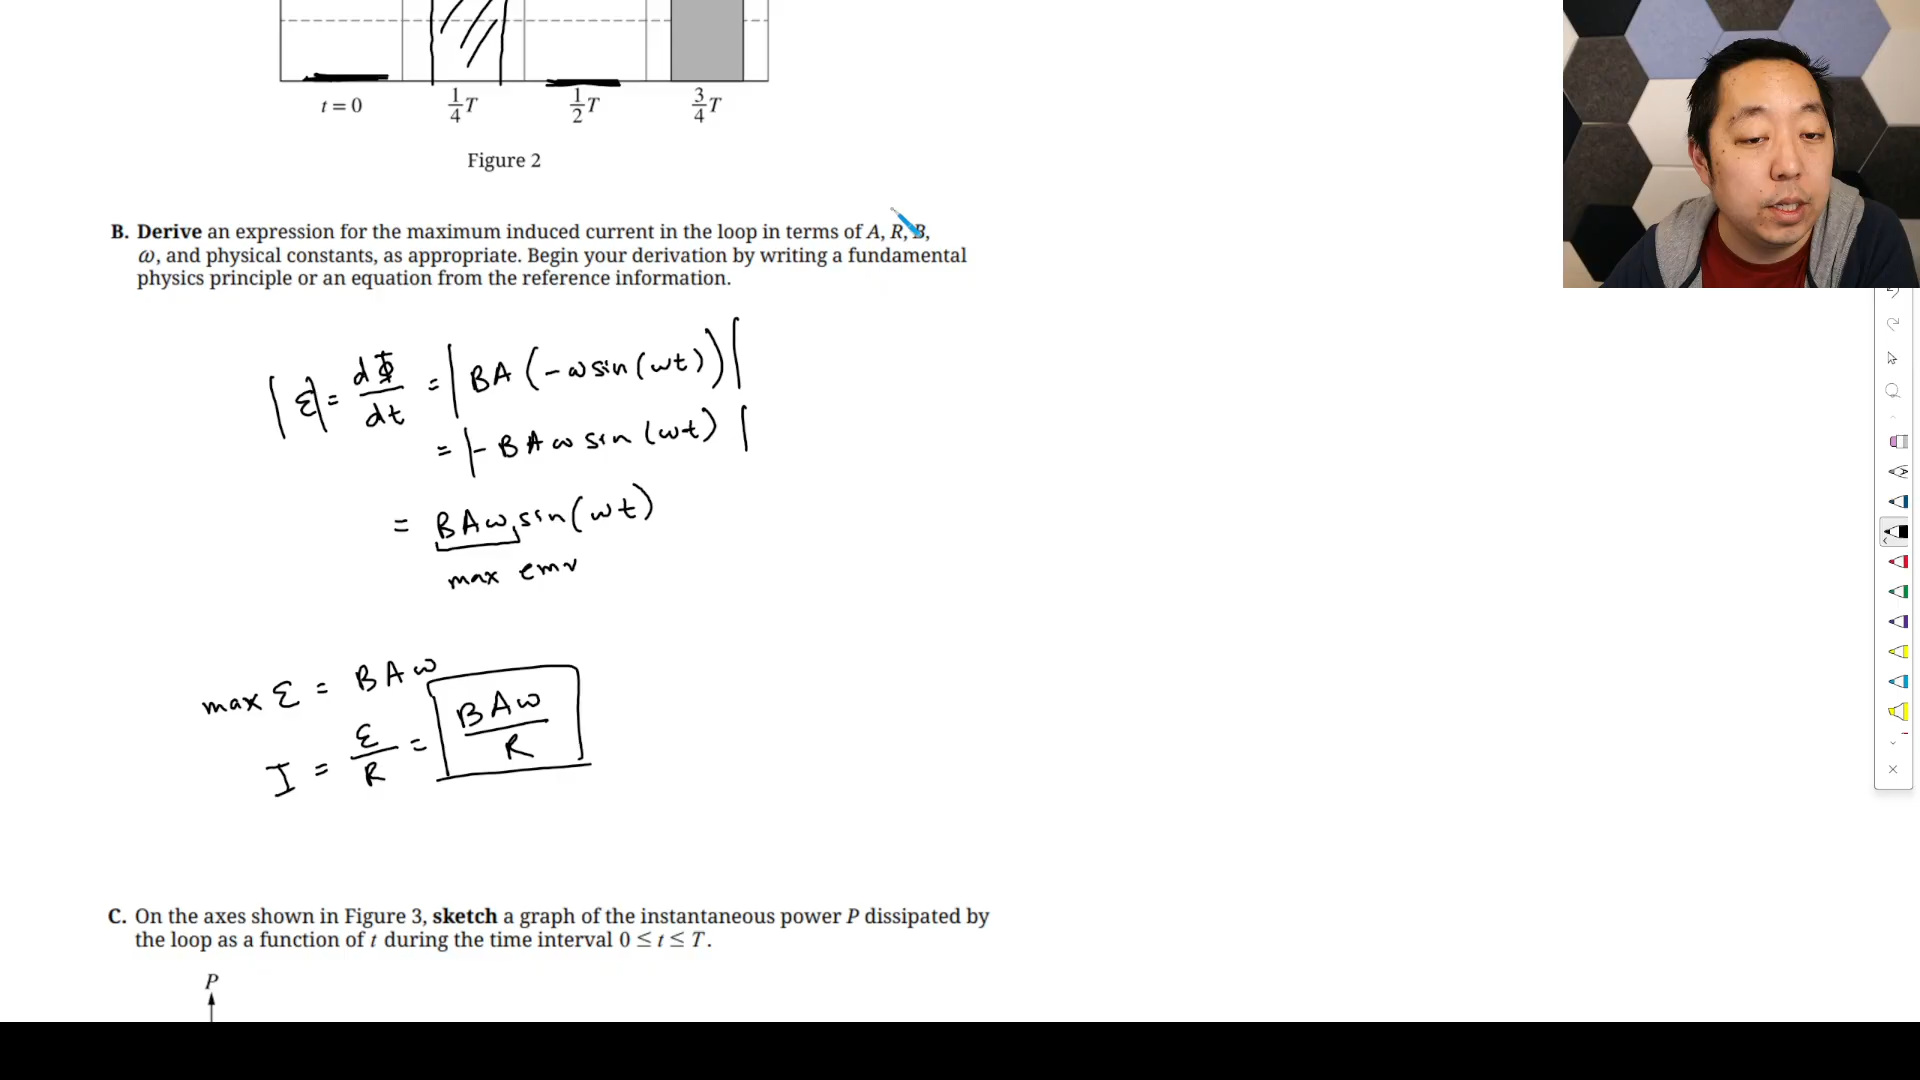 t = 0 1/4 T 1/2 T 3/4 T
Figure 2
B. Derive an expression for the maximum induced current in the loop in terms of A, R, B,
ω, and physical constants, as appropriate. Begin your derivation by writing a fundamental
physics principle or an equation from the reference information.
|ε| = dΦ/dt = |BA(-ω sin(ωt))|
= |-BAω sin(ωt)|
= BAω sin(ωt)
max emv
max ε = BAω
I = ε/R = BAω/R
C. On the axes shown in Figure 3, sketch a graph of the instantaneous power P dissipated by
the loop as a function of t during the time interval 0 ≤ t ≤ T.
P